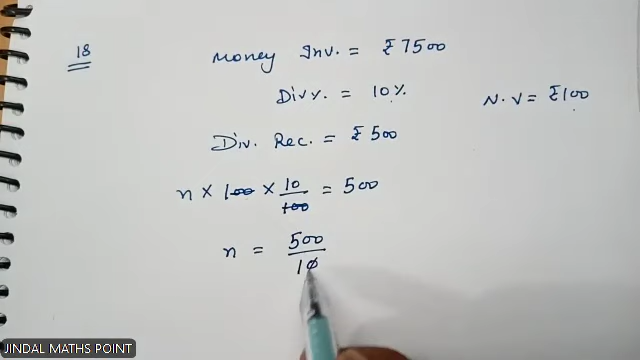 18
Money Inv. = ₹7500
Div%. = 10%
N.V = ₹100
Div. Rec. = ₹500
n × 100 × 10/100 = 500
n = 500/10
JINDAL MATHS POINT